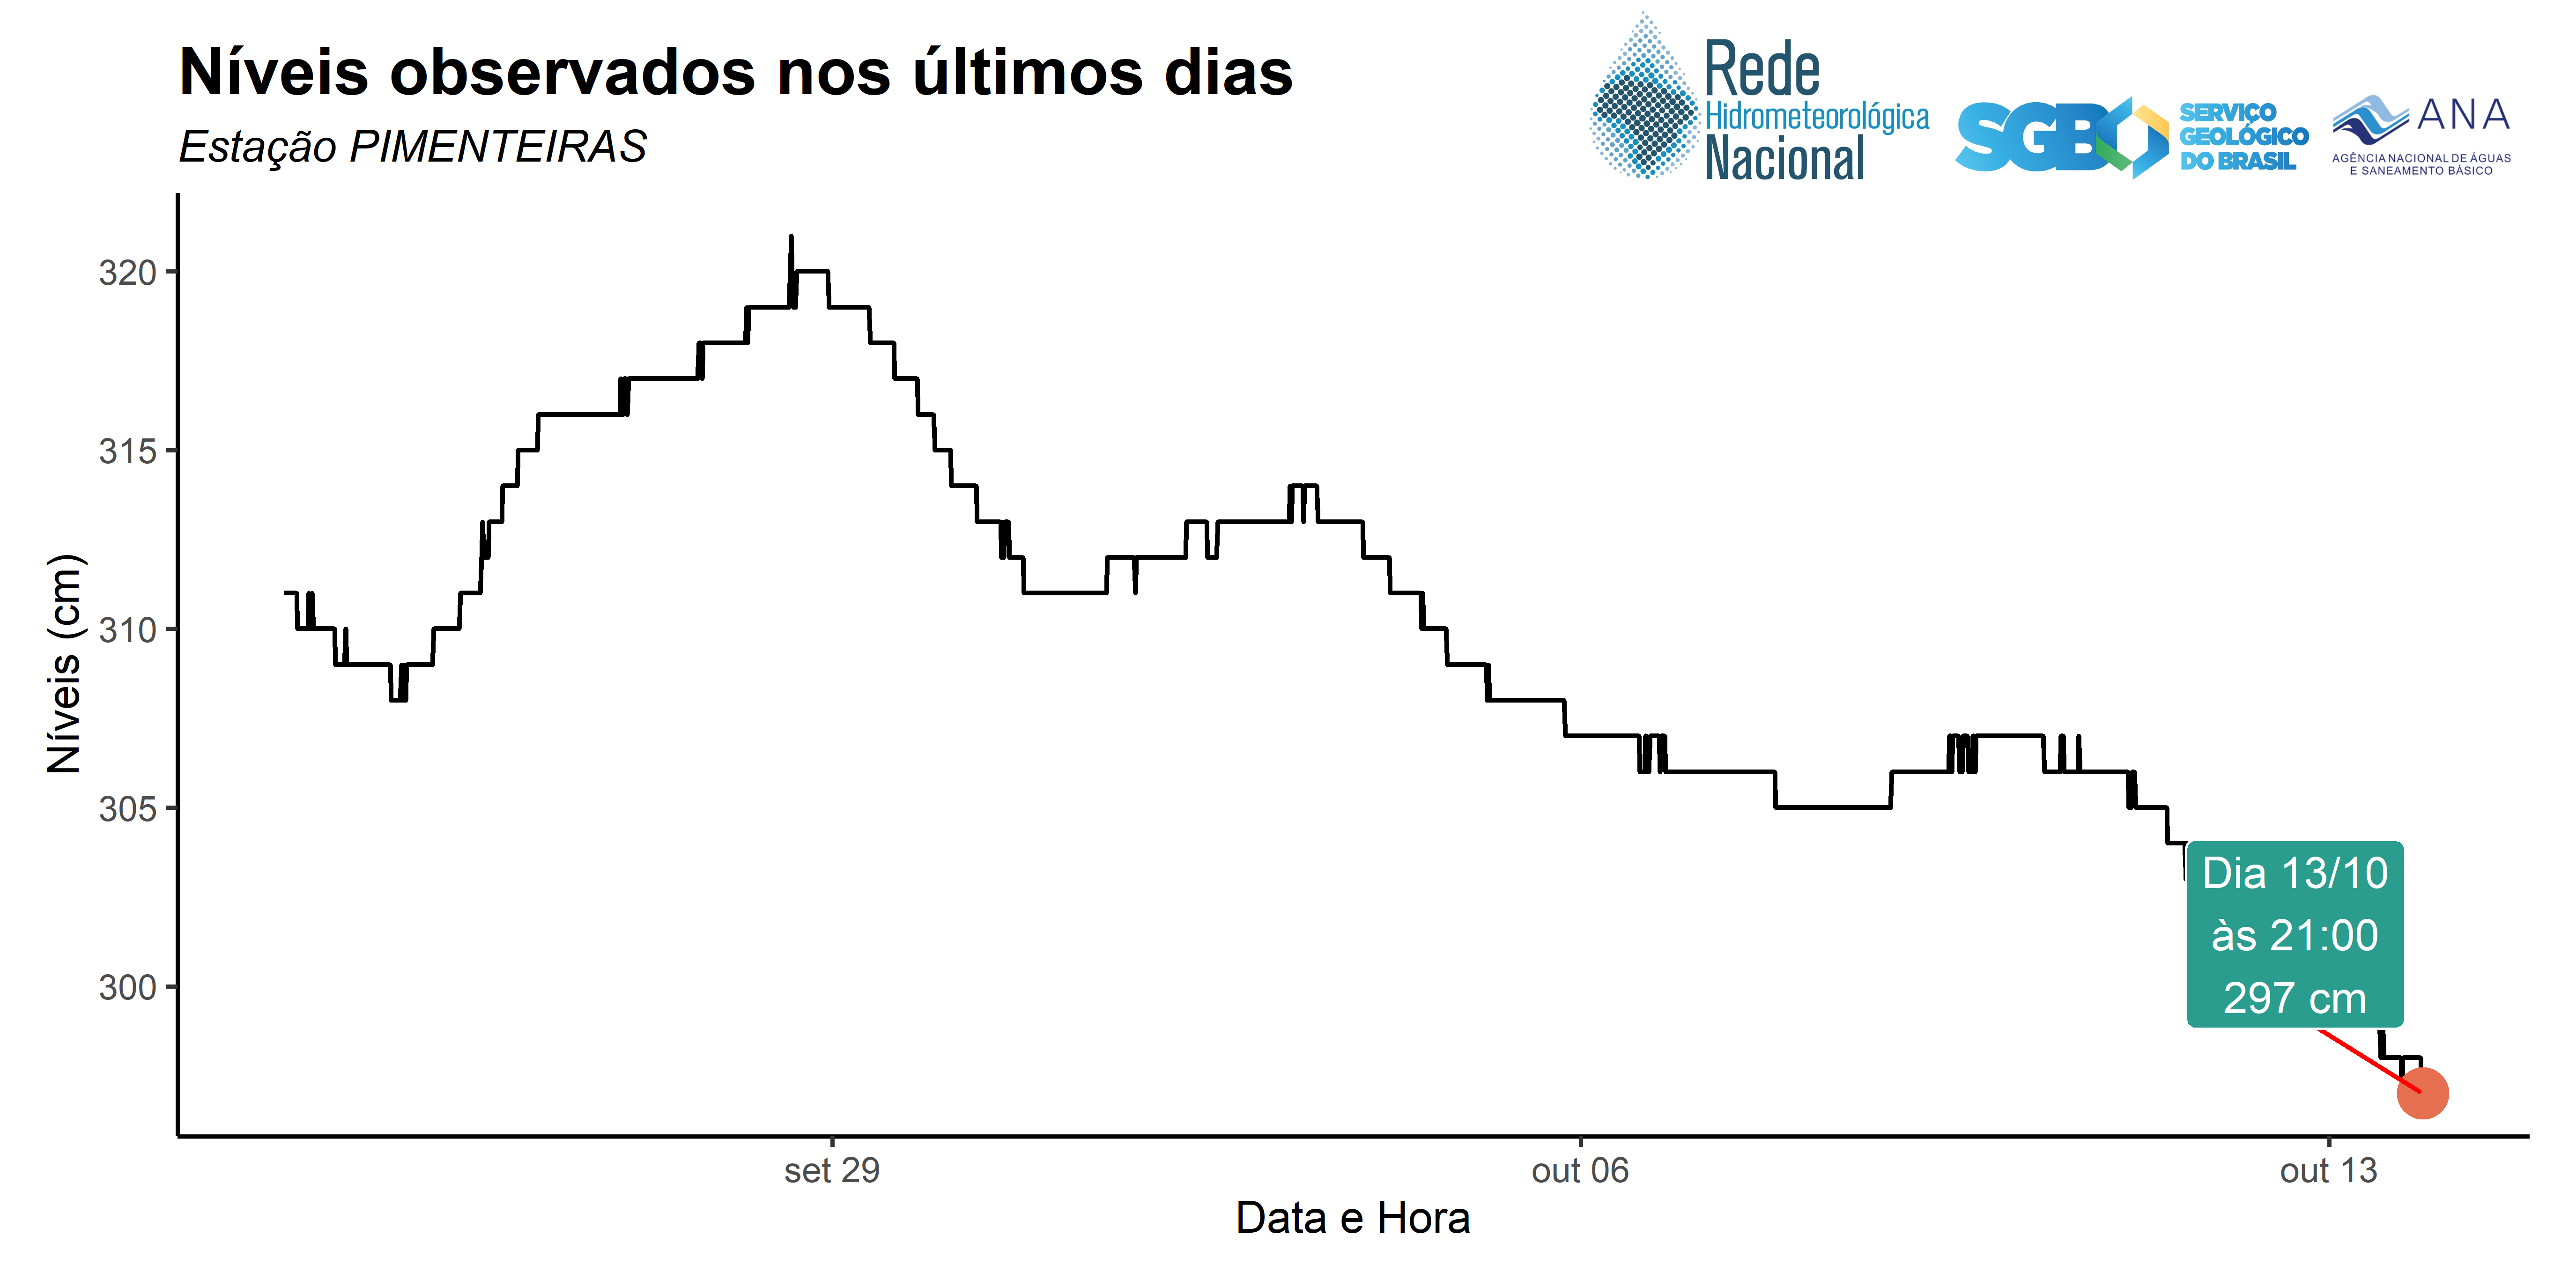 Níveis observados nos últimos dias
Estação PIMENTEIRAS
Rede
Hidrometeorológica
Nacional
SGB
SERVIÇO
GEOLÓGICO
DO BRASIL
ANA
AGÊNCIA NACIONAL DE ÁGUAS
E SANEAMENTO BÁSICO
Níveis (cm)
320
315
310
305
300
Dia 13/10
às 21:00
297 cm
set 29
out 06
out 13
Data e Hora